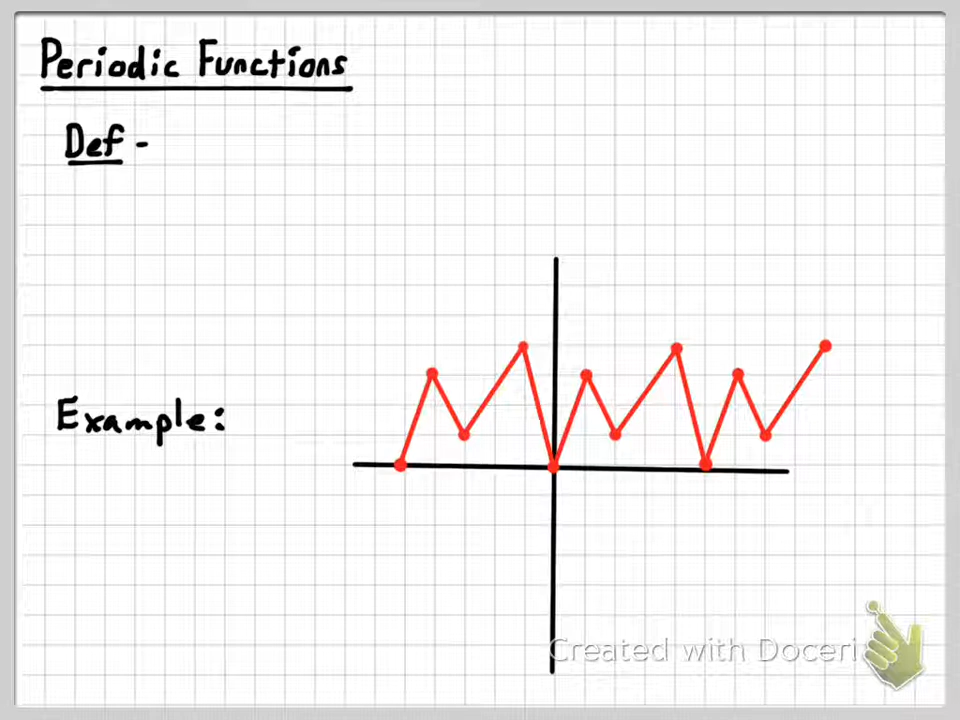 Periodic Functions
Def -
Example:
Created with Doceri